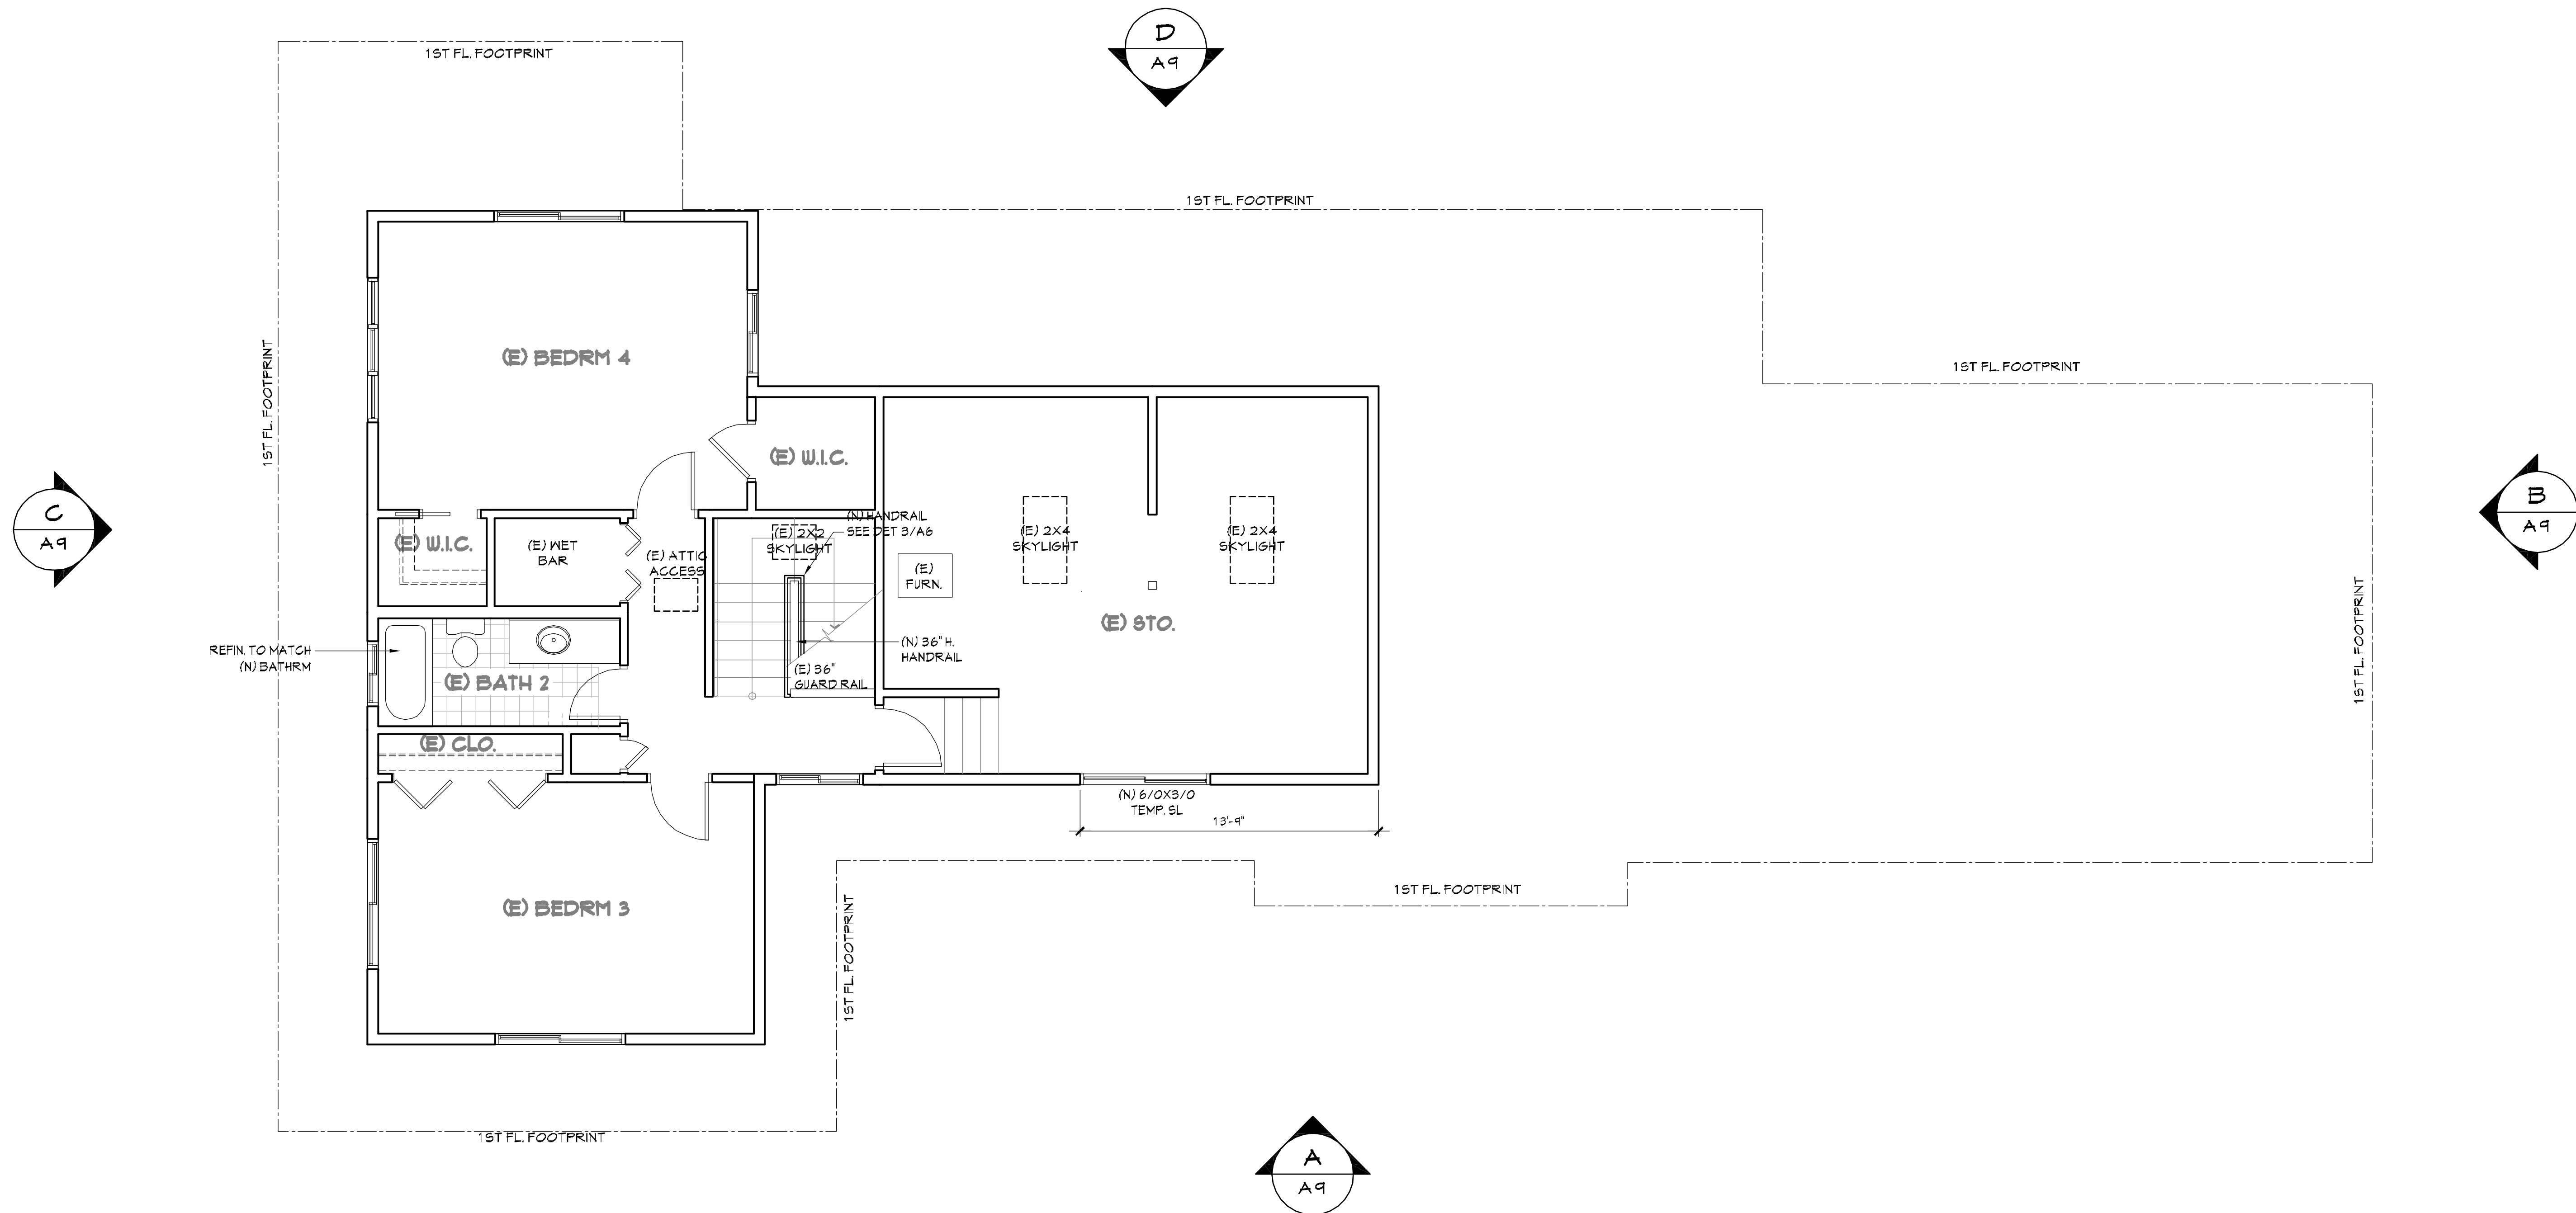 D
A9
1ST FL. FOOTPRINT
1ST FL. FOOTPRINT
1ST FL. FOOTPRINT
1ST FL. FOOTPRINT
(E) BEDRM 4
(E) W.I.C.
C
A9
B
A9
(E) W.I.C.
(E) WET
BAR
(E) ATTIC
ACCESS
(E) 2X2
SKYLIGHT
(N) HANDRAIL
SEE DET 3/A6
(E)
FURN.
(E) 2X4
SKYLIGHT
(E) 2X4
SKYLIGHT
(E) STO.
1ST FL. FOOTPRINT
REFIN. TO MATCH
(N) BATHRM
(E) BATH 2
(N) 36" H.
HANDRAIL
(E) 36"
GUARD RAIL
(E) CLO.
(N) 6/0X3/0
TEMP. SL
13'-9"
(E) BEDRM 3
1ST FL. FOOTPRINT
1ST FL. FOOTPRINT
1ST FL. FOOTPRINT
A
A9